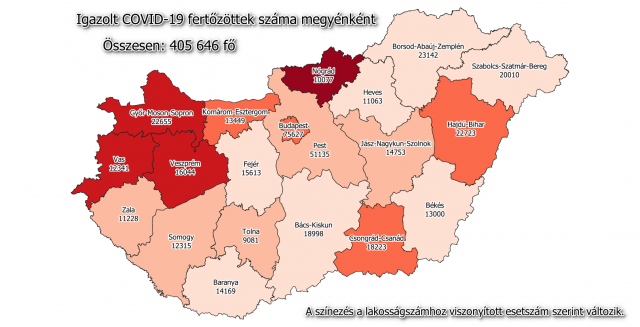 Igazolt COVID-19 fertőzöttek száma megyénként
Összesen: 405 646 fő
Nógrád
10077
Borsod-Abaúj-Zemplén
23142
Szabolcs-Szatmár-Bereg
20010
Heves
11063
Győr-Moson-Sopron
22655
Komárom-Esztergom
13449
Budapest
75627
Hajdú-Bihar
22723
Pest
51135
Jász-Nagykun-Szolnok
14753
Vas
12341
Veszprém
16044
Fejér
15613
Zala
11228
Somogy
12315
Tolna
9081
Bács-Kiskun
18998
Békés
13000
Csongrád-Csanád
18223
Baranya
14169
A színezés a lakosságszámhoz viszonyított esetszám szerint változik.